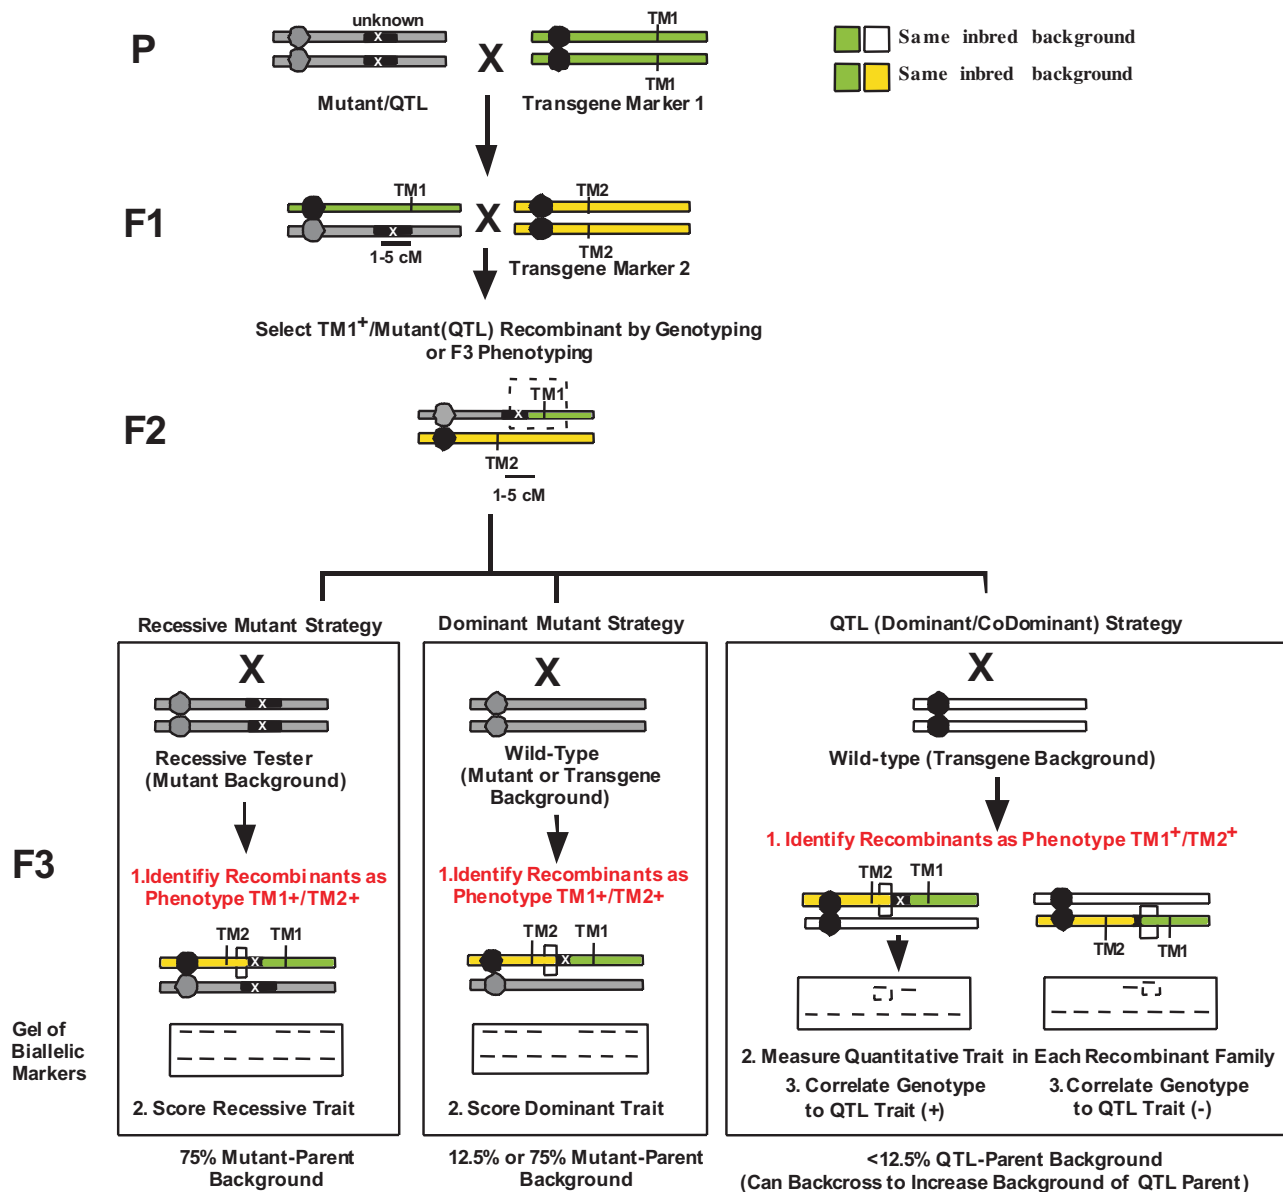 P
unknown
X
X
Mutant/QTL
X
TM1
TM1
Transgene Marker 1
Same inbred background
Same inbred background
F1
TM1
X
1-5 cM
X
TM2
TM2
Transgene Marker 2
Select TM1+/Mutant(QTL) Recombinant by Genotyping
or F3 Phenotyping
F2
TM1
X
TM2
1-5 cM
F3
Recessive Mutant Strategy
X
X
X
Recessive Tester
(Mutant Background)
1.Identifiy Recombinants as
Phenotype TM1+/TM2+
TM2
TM1
X
X
Gel of
Biallelic
Markers
2. Score Recessive Trait
75% Mutant-Parent
Background
Dominant Mutant Strategy
X
Wild-Type
(Mutant or Transgene
Background)
1.Identify Recombinants as
Phenotype TM1+/TM2+
TM2
TM1
X
2. Score Dominant Trait
12.5% or 75% Mutant-Parent
Background
QTL (Dominant/CoDominant) Strategy
X
Wild-type (Transgene Background)
1. Identify Recombinants as Phenotype TM1+/TM2+
TM2
TM1
X
TM2
TM1
2. Measure Quantitative Trait in Each Recombinant Family
3. Correlate Genotype
to QTL Trait (+)
3. Correlate Genotype
to QTL Trait (-)
<12.5% QTL-Parent Background
(Can Backcross to Increase Background of QTL Parent)